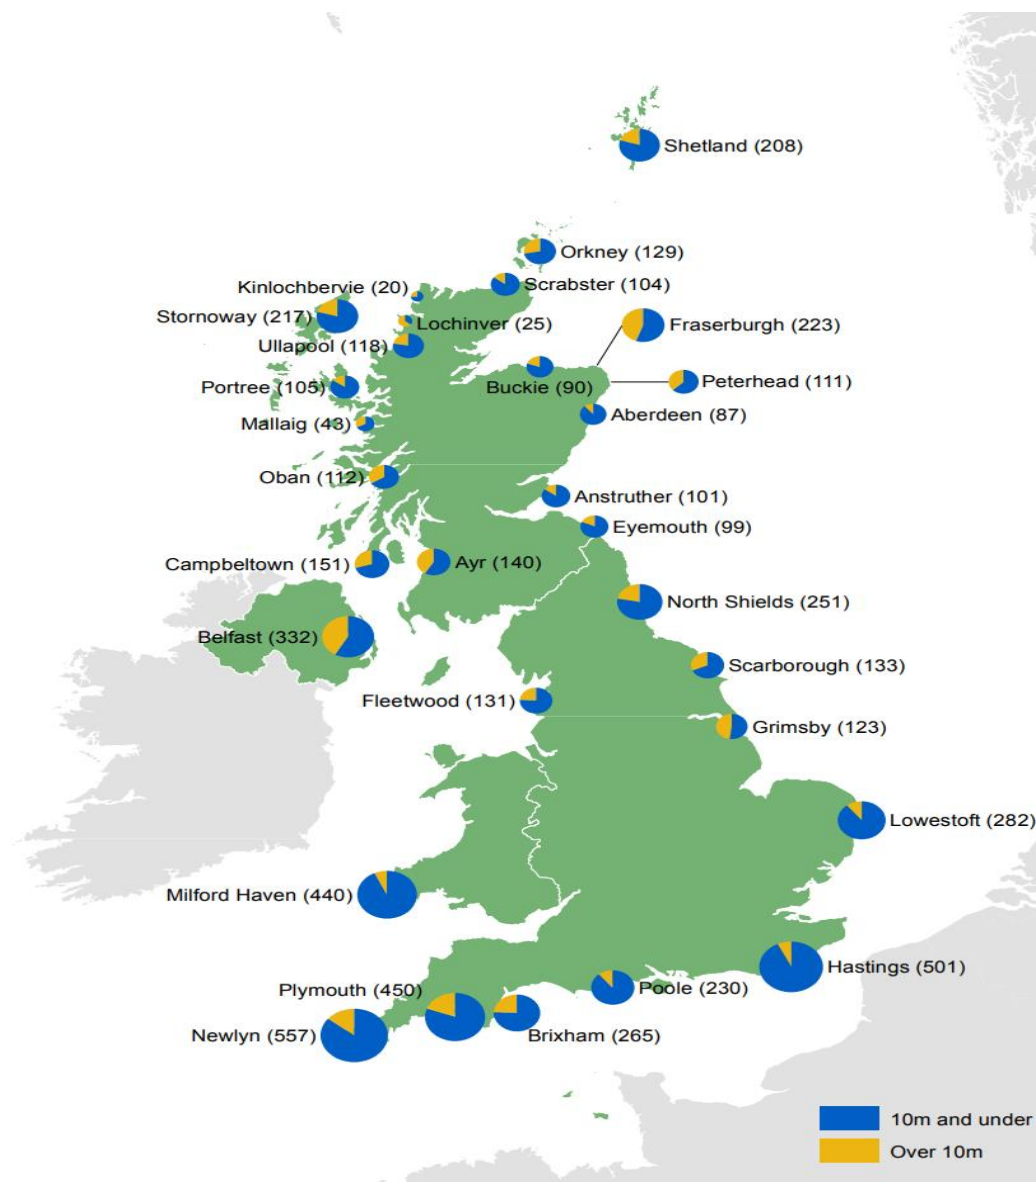 Shetland (208)
Orkney (129)
Scrabster (104)
Kinlochbervie (20)
Stornoway (217)
Lochinver (25)
Fraserburgh (223)
Ullapool (118)
Portree (105)
Buckie (90)
Peterhead (111)
Aberdeen (87)
Mallaig (43)
Oban (112)
Anstruther (101)
Eyemouth (99)
Campbeltown (151)
Ayr (140)
North Shields (251)
Belfast (332)
Scarborough (133)
Fleetwood (131)
Grimsby (123)
Lowestoft (282)
Milford Haven (440)
Hastings (501)
Plymouth (450)
Poole (230)
Newlyn (557)
Brixham (265)
10m and under
Over 10m